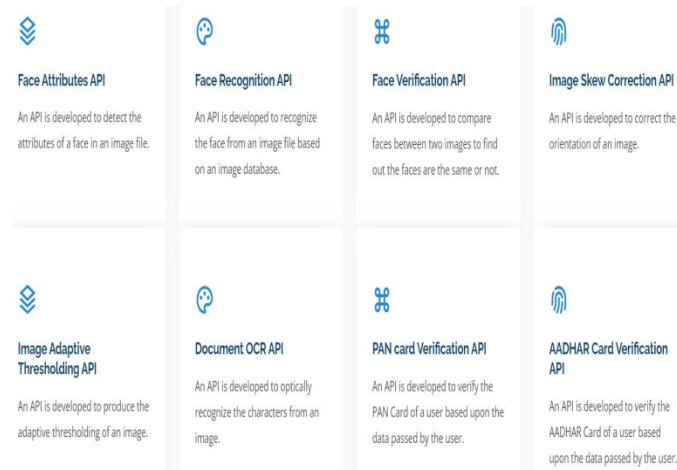 Face Attributes API
An API is developed to detect the
attributes of a face in an image file.
Face Recognition API
An API is developed to recognize
the face from an image file based
on an image database.
Face Verification API
An API is developed to compare
faces between two images to find
out the faces are the same or not.
Image Skew Correction API
An API is developed to correct the
orientation of an image.
Image Adaptive
Thresholding API
An API is developed to produce the
adaptive thresholding of an image.
Document OCR API
An API is developed to optically
recognize the characters from an
image.
PAN card Verification API
An API is developed to verify the
PAN Card of a user based upon the
data passed by the user.
AADHAR Card Verification
API
An API is developed to verify the
AADHAR Card of a user based
upon the data passed by the user.